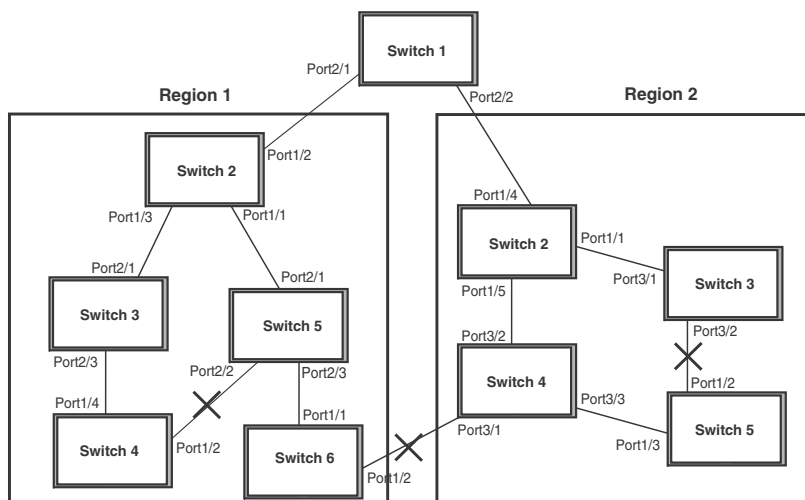 Switch 1
Port2/1
Port2/2
Region 1
Region 2
Port1/2
Switch 2
Port1/3
Port1/1
Port1/4
Switch 2
Port1/1
Port3/1
Switch 3
Port2/1
Port2/1
Port1/5
Switch 3
Switch 5
Port3/2
Port3/2
Port2/3
Port2/2
Port2/3
Switch 4
Port1/2
Port1/4
Port1/1
Port3/3
Port3/1
Switch 4
Port1/2
Switch 6
Port1/2
Port1/3
Switch 5